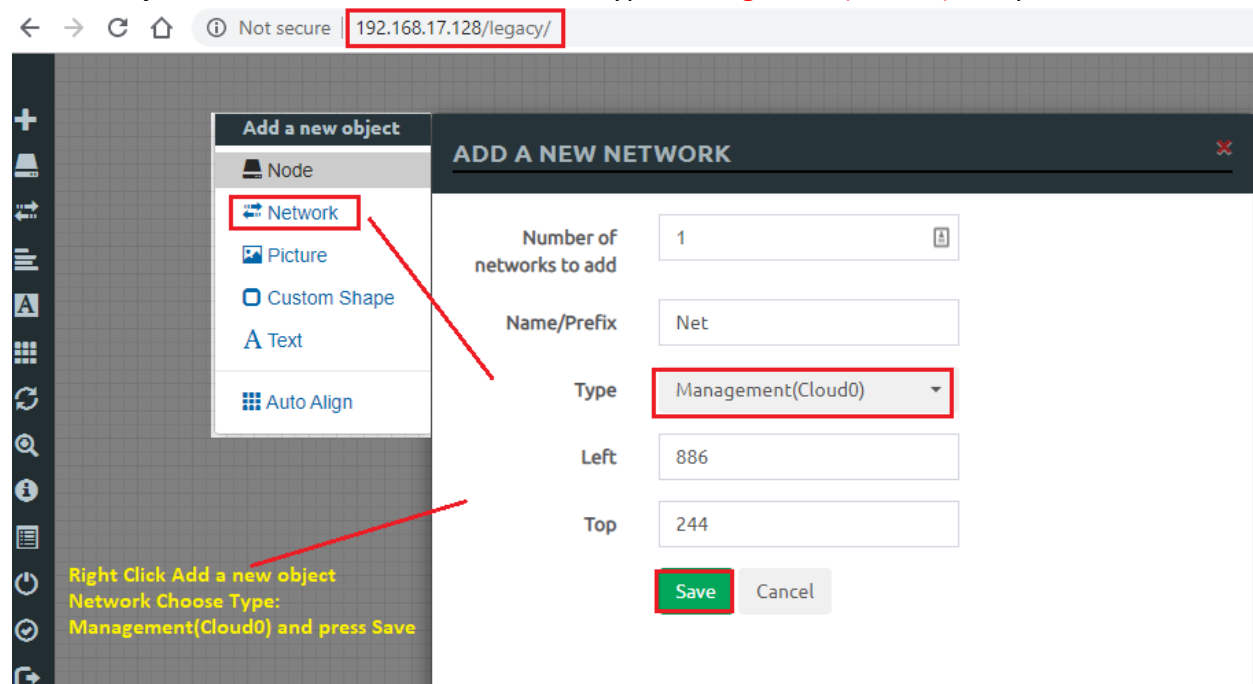 Not secure | 192.168.17.128/legacy/
Add a new object
Node
Network
Picture
Custom Shape
A Text
Auto Align
ADD A NEW NETWORK
Number of networks to add
1
Name/Prefix
Net
Type
Management(Cloud0)
Left
886
Top
244
Save
Cancel
Right Click Add a new object
Network Choose Type:
Management(Cloud0) and press Save